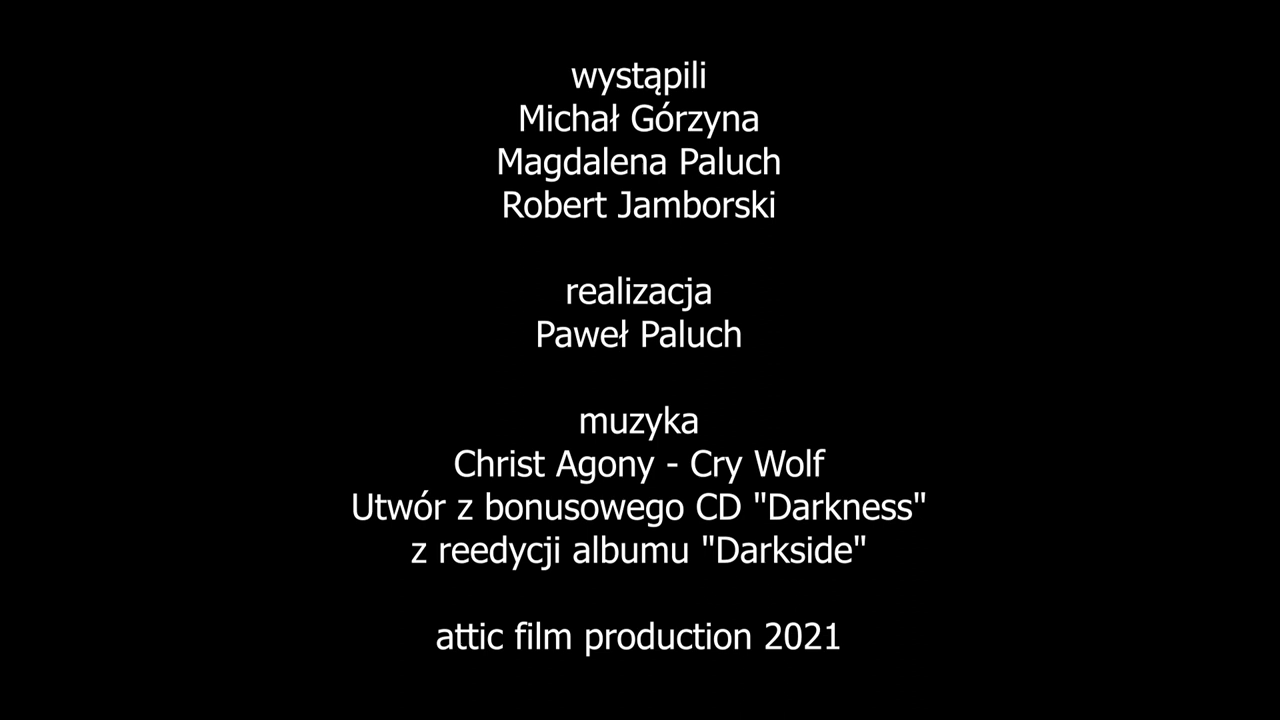 wystąpili
Michał Górzyna
Magdalena Paluch
Robert Jamborski
realizacja
Paweł Paluch
muzyka
Christ Agony - Cry Wolf
Utwór z bonusowego CD "Darkness"
z reedycji albumu "Darkside"
attic film production 2021